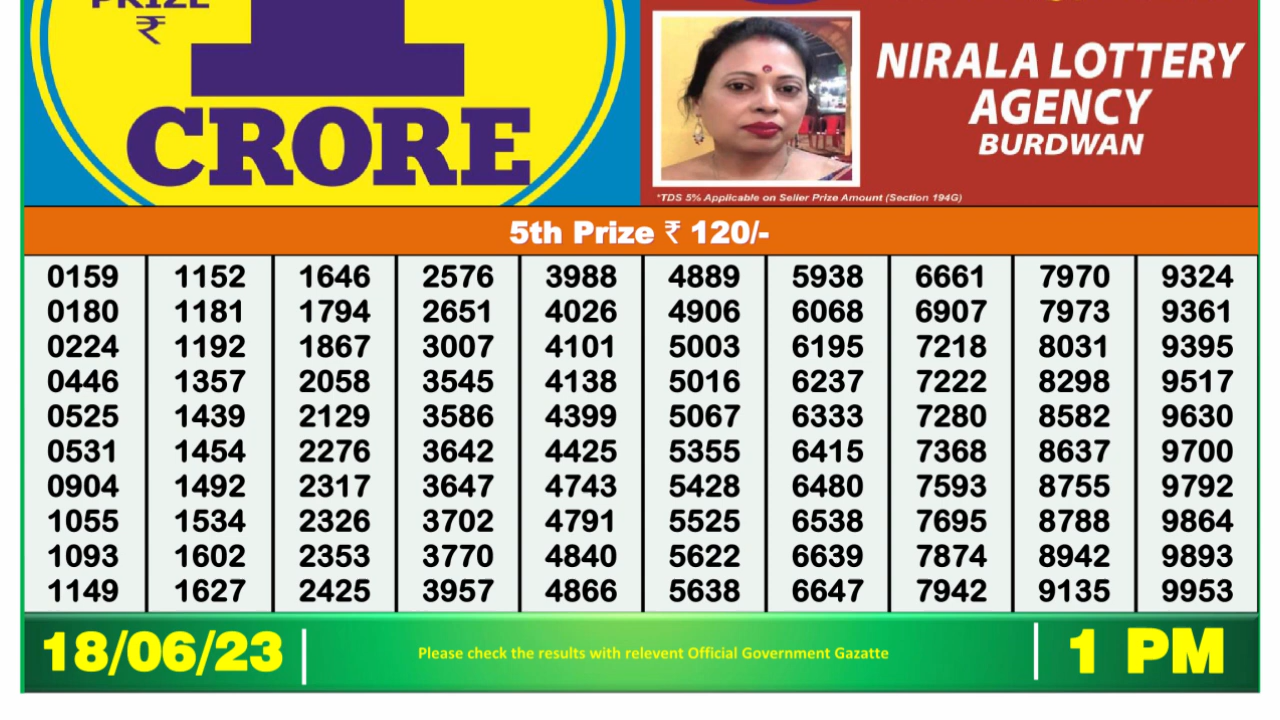 PRIZE
₹
1
CRORE
NIRALA LOTTERY
AGENCY
BURDWAN
*TDS 5% Applicable on Seller Prize Amount (Section 194G)
5th Prize ₹ 120/-
0159 1152 1646 2576 3988 4889 5938 6661 7970 9324
0180 1181 1794 2651 4026 4906 6068 6907 7973 9361
0224 1192 1867 3007 4101 5003 6195 7218 8031 9395
0446 1357 2058 3545 4138 5016 6237 7222 8298 9517
0525 1439 2129 3586 4399 5067 6333 7280 8582 9630
0531 1454 2276 3642 4425 5355 6415 7368 8637 9700
0904 1492 2317 3647 4743 5428 6480 7593 8755 9792
1055 1534 2326 3702 4791 5525 6538 7695 8788 9864
1093 1602 2353 3770 4840 5622 6639 7874 8942 9893
1149 1627 2425 3957 4866 5638 6647 7942 9135 9953
18/06/23
Please check the results with relevent Official Government Gazatte
1 PM